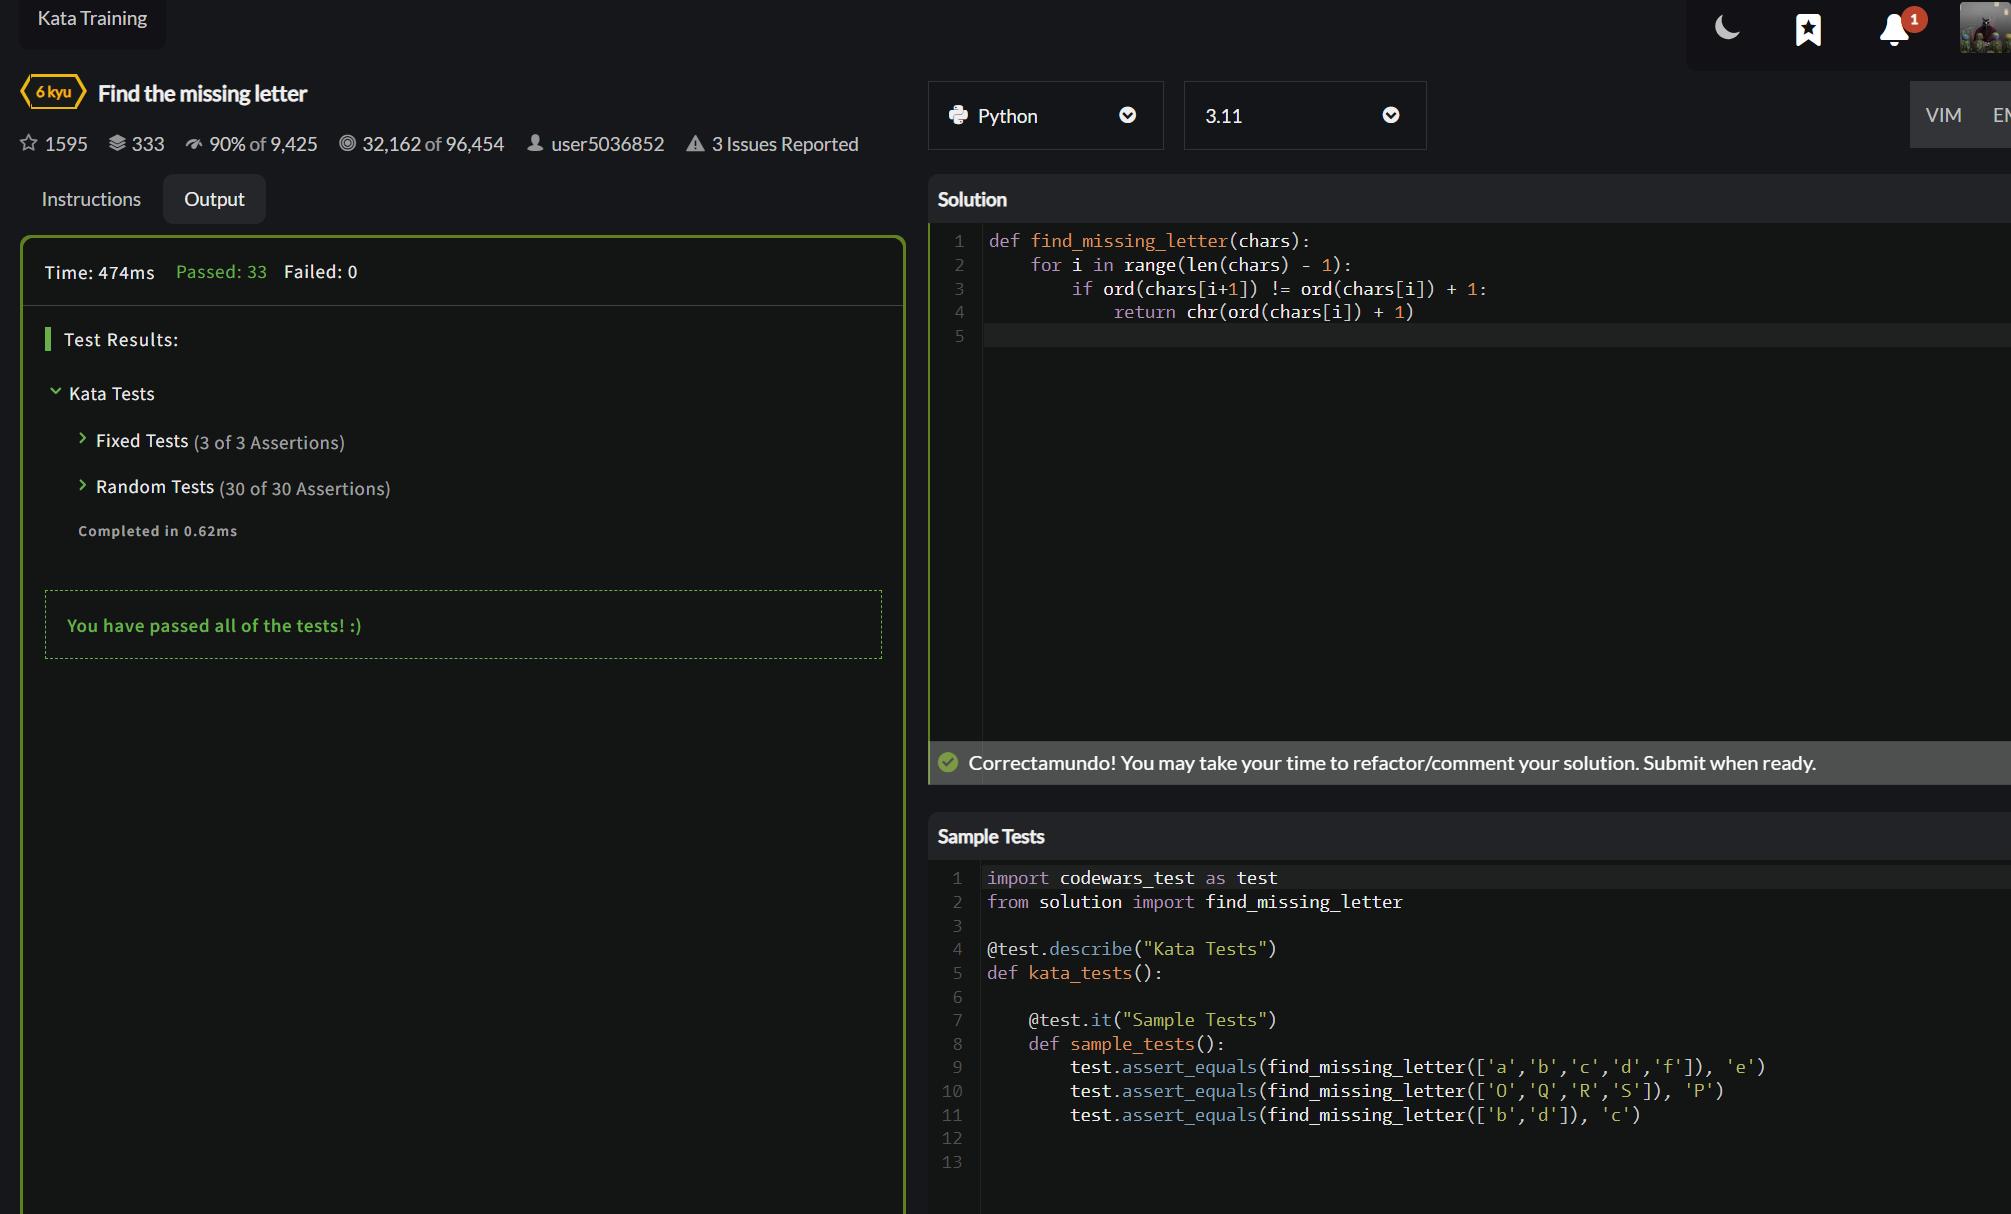 Kata Training
1
6 kyu Find the missing letter
1595 333 90% of 9,425 32,162 of 96,454 user5036852 3 Issues Reported
Python
3.11
VIM
Instructions
Output
Time: 474ms Passed: 33 Failed: 0
Test Results:
Kata Tests
Fixed Tests (3 of 3 Assertions)
Random Tests (30 of 30 Assertions)
Completed in 0.62ms
You have passed all of the tests! :)
Solution
1 def find_missing_letter(chars):
2     for i in range(len(chars) - 1):
3         if ord(chars[i+1]) != ord(chars[i]) + 1:
4             return chr(ord(chars[i]) + 1)
5
Correctamundo! You may take your time to refactor/comment your solution. Submit when ready.
Sample Tests
1 import codewars_test as test
2 from solution import find_missing_letter
3
4 @test.describe("Kata Tests")
5 def kata_tests():
6
7     @test.it("Sample Tests")
8     def sample_tests():
9         test.assert_equals(find_missing_letter(['a','b','c','d','f']), 'e')
10         test.assert_equals(find_missing_letter(['O','Q','R','S']), 'P')
11         test.assert_equals(find_missing_letter(['b','d']), 'c')
12
13